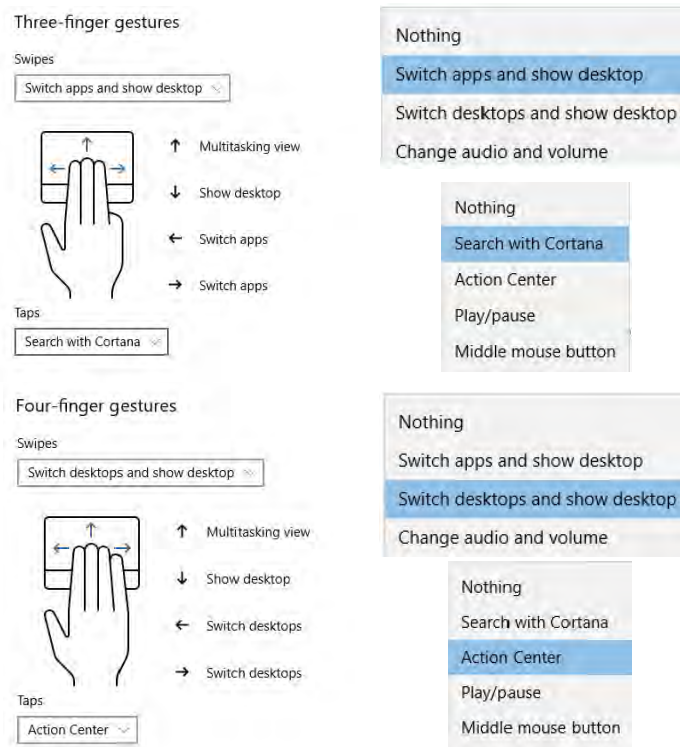 Three-finger gestures
Swipes
Switch apps and show desktop
↑ Multitasking view
↓ Show desktop
← Switch apps
→ Switch apps
Taps
Search with Cortana
Nothing
Switch apps and show desktop
Switch desktops and show desktop
Change audio and volume
Nothing
Search with Cortana
Action Center
Play/pause
Middle mouse button
Four-finger gestures
Swipes
Switch desktops and show desktop
↑ Multitasking view
↓ Show desktop
← Switch desktops
→ Switch desktops
Taps
Action Center
Nothing
Switch apps and show desktop
Switch desktops and show desktop
Change audio and volume
Nothing
Search with Cortana
Action Center
Play/pause
Middle mouse button